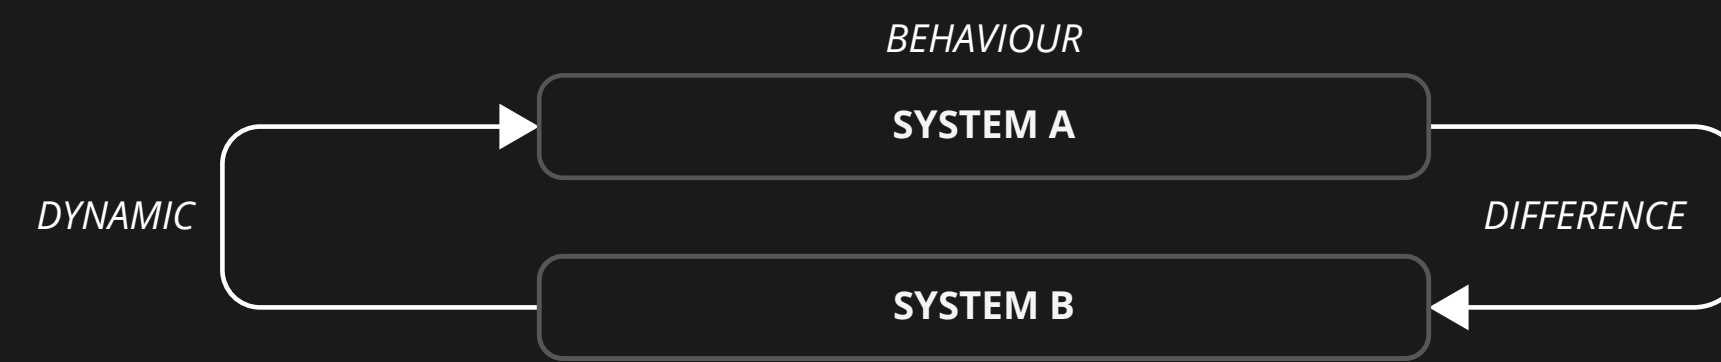 BEHAVIOUR
SYSTEM A
DYNAMIC
DIFFERENCE
SYSTEM B